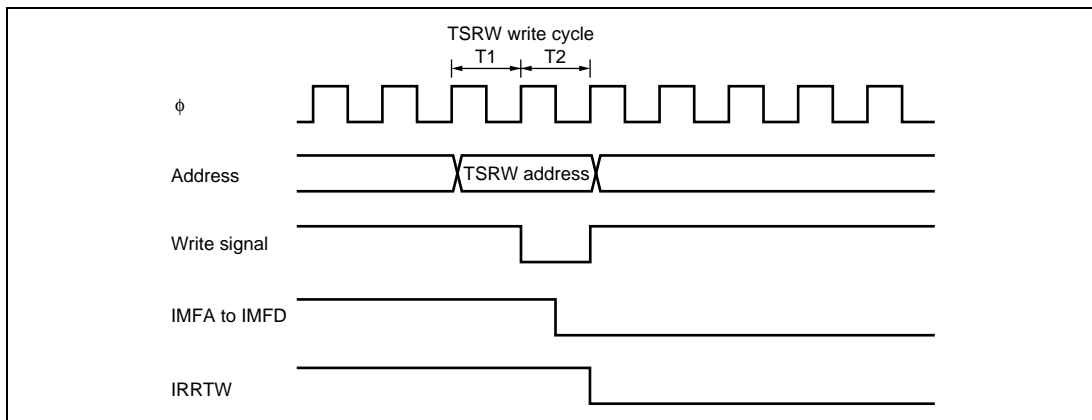 TSRW write cycle
T1 T2
ϕ
Address TSRW address
Write signal
IMFA to IMFD
IRRTW